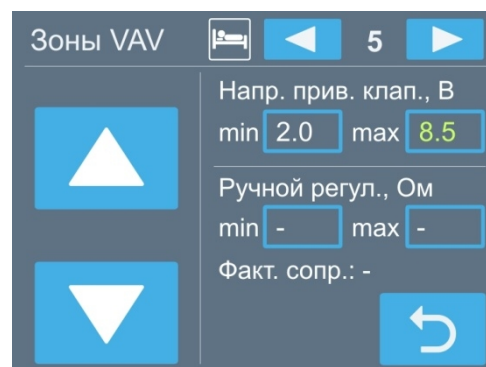 Зоны VAV 5
Напр. прив. клап., В
min 2.0 max 8.5
Ручной регул., Ом
min - max -
Факт. сопр.: -